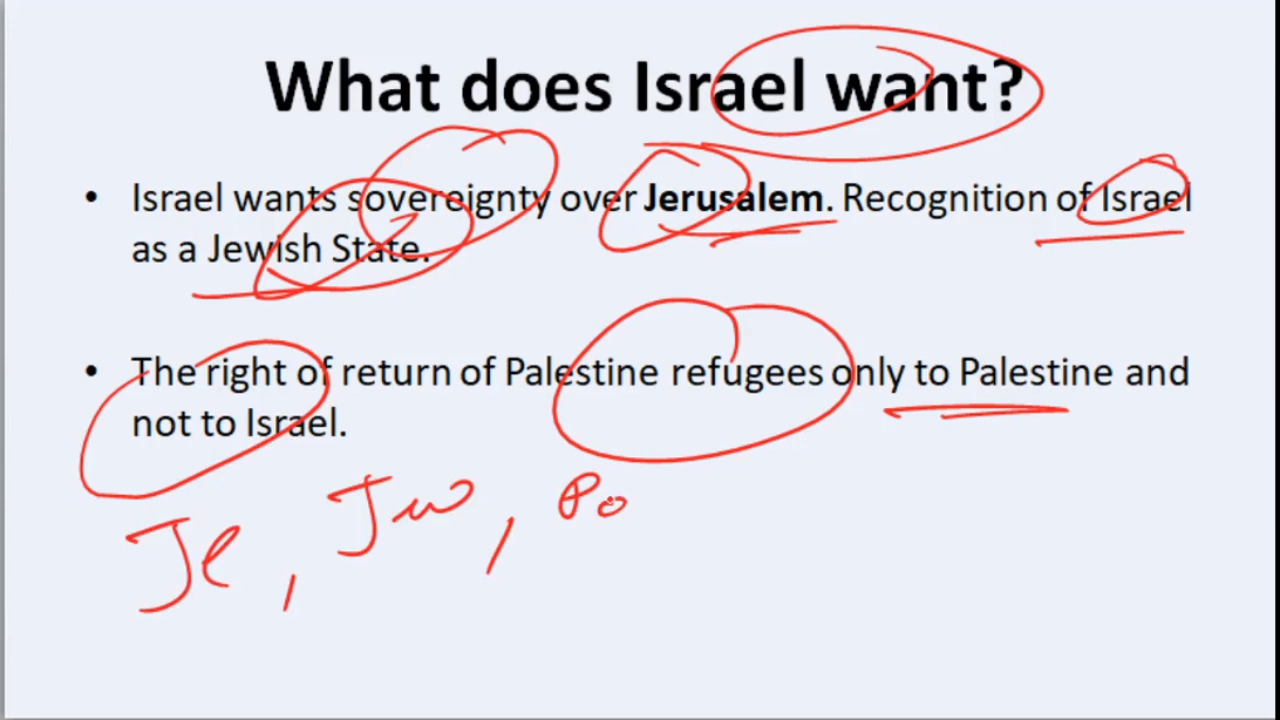 What does Israel want?
• Israel wants sovereignty over Jerusalem. Recognition of Israel
as a Jewish State.
• The right of return of Palestine refugees only to Palestine and
not to Israel.
Je, Jw, Po